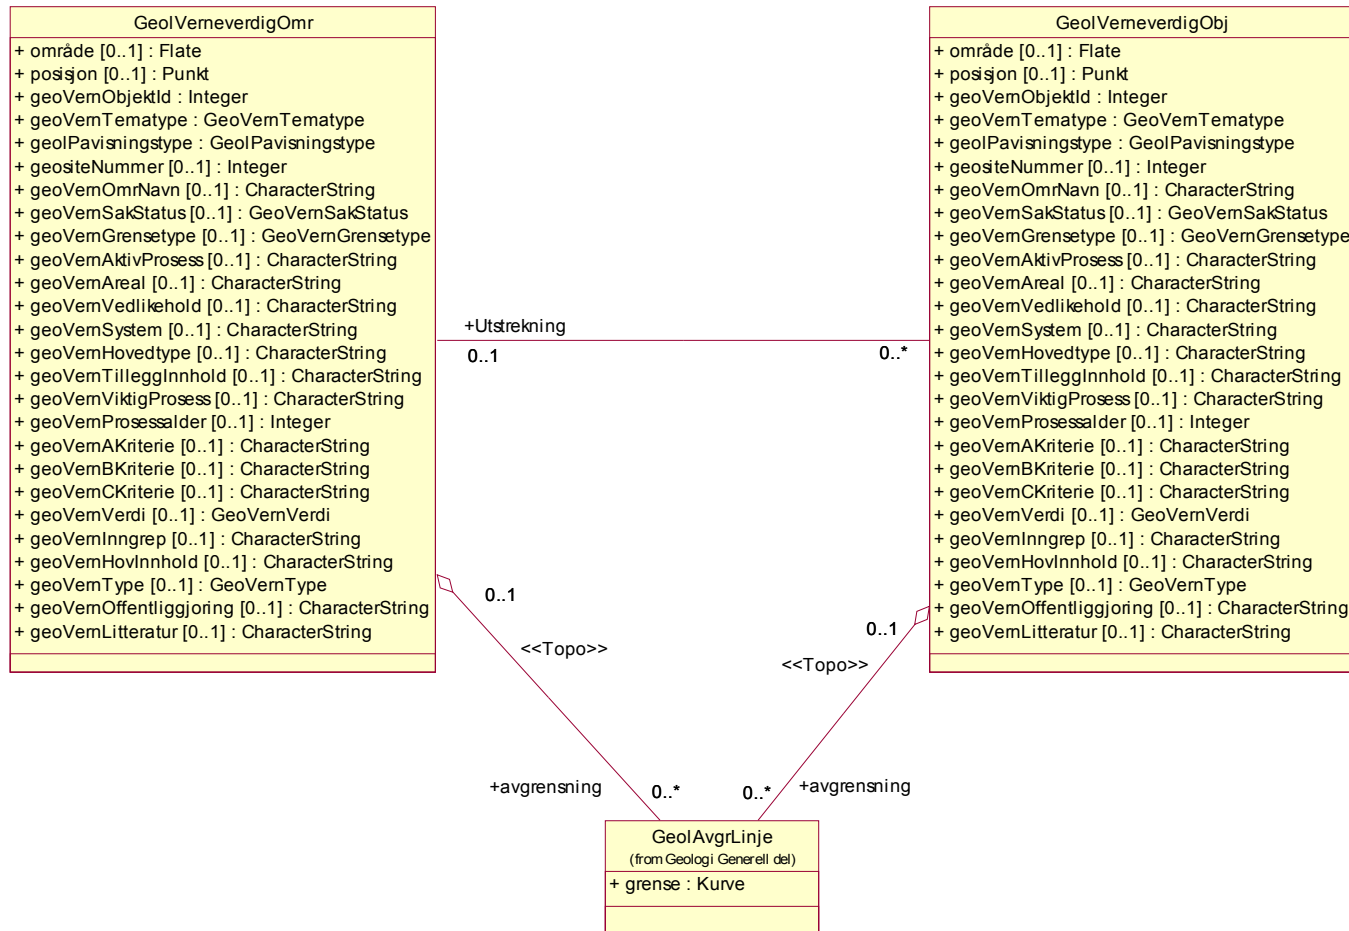 GeolVerneverdigOmr
+ område [0..1] : Flate
+ posisjon [0..1] : Punkt
+ geoVernObjektId : Integer
+ geoVernTematype : GeoVernTematype
+ geolPavisningstype : GeolPavisningstype
+ geositeNummer [0..1] : Integer
+ geoVernOmrNavn [0..1] : CharacterString
+ geoVernSakStatus [0..1] : GeoVernSakStatus
+ geoVernGrensetype [0..1] : GeoVernGrensetype
+ geoVernAktivProsess [0..1] : CharacterString
+ geoVernAreal [0..1] : CharacterString
+ geoVernVedlikehold [0..1] : CharacterString
+ geoVernSystem [0..1] : CharacterString
+ geoVernHovedtype [0..1] : CharacterString
+ geoVernTilleggInnhold [0..1] : CharacterString
+ geoVernViktigProsess [0..1] : CharacterString
+ geoVernProsessalder [0..1] : Integer
+ geoVernAKriterie [0..1] : CharacterString
+ geoVernBKriterie [0..1] : CharacterString
+ geoVernCKriterie [0..1] : CharacterString
+ geoVernVerdi [0..1] : GeoVernVerdi
+ geoVernInngrep [0..1] : CharacterString
+ geoVernHovInnhold [0..1] : CharacterString
+ geoVernType [0..1] : GeoVernType
+ geoVernOffentliggjoring [0..1] : CharacterString
+ geoVernLitteratur [0..1] : CharacterString
GeolVerneverdigObj
+ område [0..1] : Flate
+ posisjon [0..1] : Punkt
+ geoVernObjektId : Integer
+ geoVernTematype : GeoVernTematype
+ geolPavisningstype : GeolPavisningstype
+ geositeNummer [0..1] : Integer
+ geoVernOmrNavn [0..1] : CharacterString
+ geoVernSakStatus [0..1] : GeoVernSakStatus
+ geoVernGrensetype [0..1] : GeoVernGrensetype
+ geoVernAktivProsess [0..1] : CharacterString
+ geoVernAreal [0..1] : CharacterString
+ geoVernVedlikehold [0..1] : CharacterString
+ geoVernSystem [0..1] : CharacterString
+ geoVernHovedtype [0..1] : CharacterString
+ geoVernTilleggInnhold [0..1] : CharacterString
+ geoVernViktigProsess [0..1] : CharacterString
+ geoVernProsessalder [0..1] : Integer
+ geoVernAKriterie [0..1] : CharacterString
+ geoVernBKriterie [0..1] : CharacterString
+ geoVernCKriterie [0..1] : CharacterString
+ geoVernVerdi [0..1] : GeoVernVerdi
+ geoVernInngrep [0..1] : CharacterString
+ geoVernHovInnhold [0..1] : CharacterString
+ geoVernType [0..1] : GeoVernType
+ geoVernOffentliggjoring [0..1] : CharacterString
+ geoVernLitteratur [0..1] : CharacterString
+Utstrekning
0..1
0..*
0..1
<<Topo>>
+avgrensning
0..*
0..1
<<Topo>>
+avgrensning
0..*
GeolAvgrLinje
(from Geologi Generell del)
+ grense : Kurve